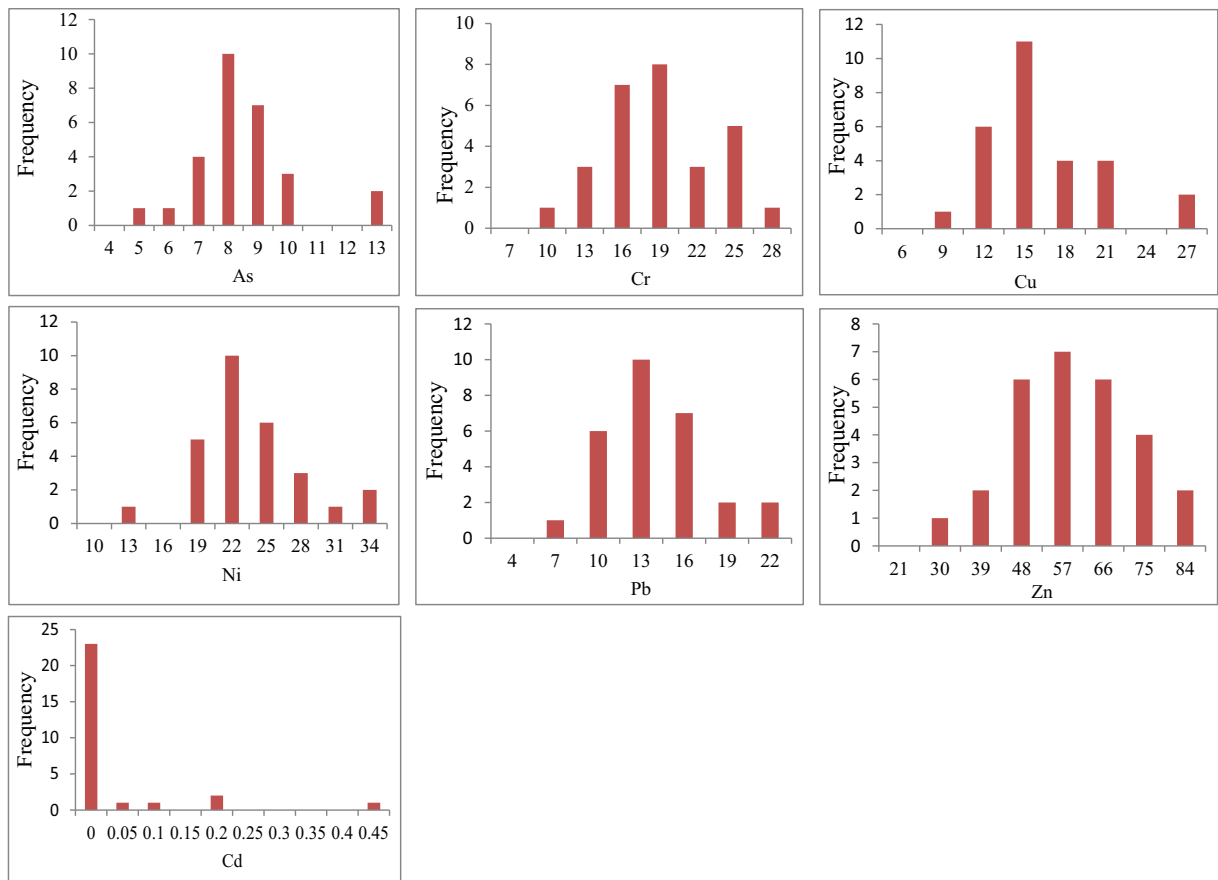 12
10
8
6
4
2
0
Frequency
4 5 6 7 8 9 10 11 12 13
As
10
8
6
4
2
0
Frequency
7 10 13 16 19 22 25 28
Cr
12
10
8
6
4
2
0
Frequency
6 9 12 15 18 21 24 27
Cu
12
10
8
6
4
2
0
Frequency
10 13 16 19 22 25 28 31 34
Ni
12
10
8
6
4
2
0
Frequency
4 7 10 13 16 19 22
Pb
8
7
6
5
4
3
2
1
0
Frequency
21 30 39 48 57 66 75 84
Zn
25
20
15
10
5
0
Frequency
0 0.05 0.1 0.15 0.2 0.25 0.3 0.35 0.4 0.45
Cd